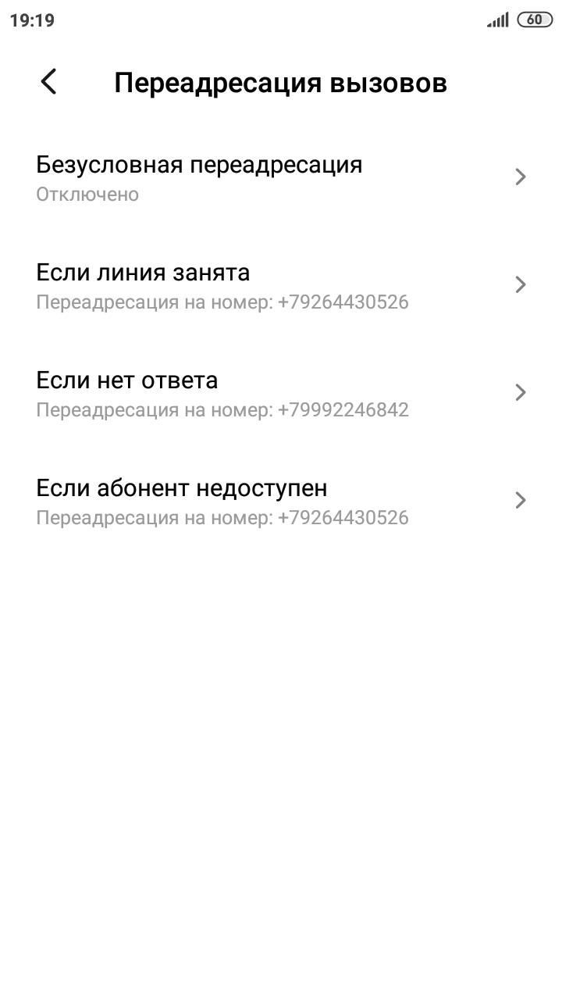 19:19
60
Переадресация вызовов
Безусловная переадресация
Отключено
Если линия занята
Переадресация на номер: +79264430526
Если нет ответа
Переадресация на номер: +79992246842
Если абонент недоступен
Переадресация на номер: +79264430526